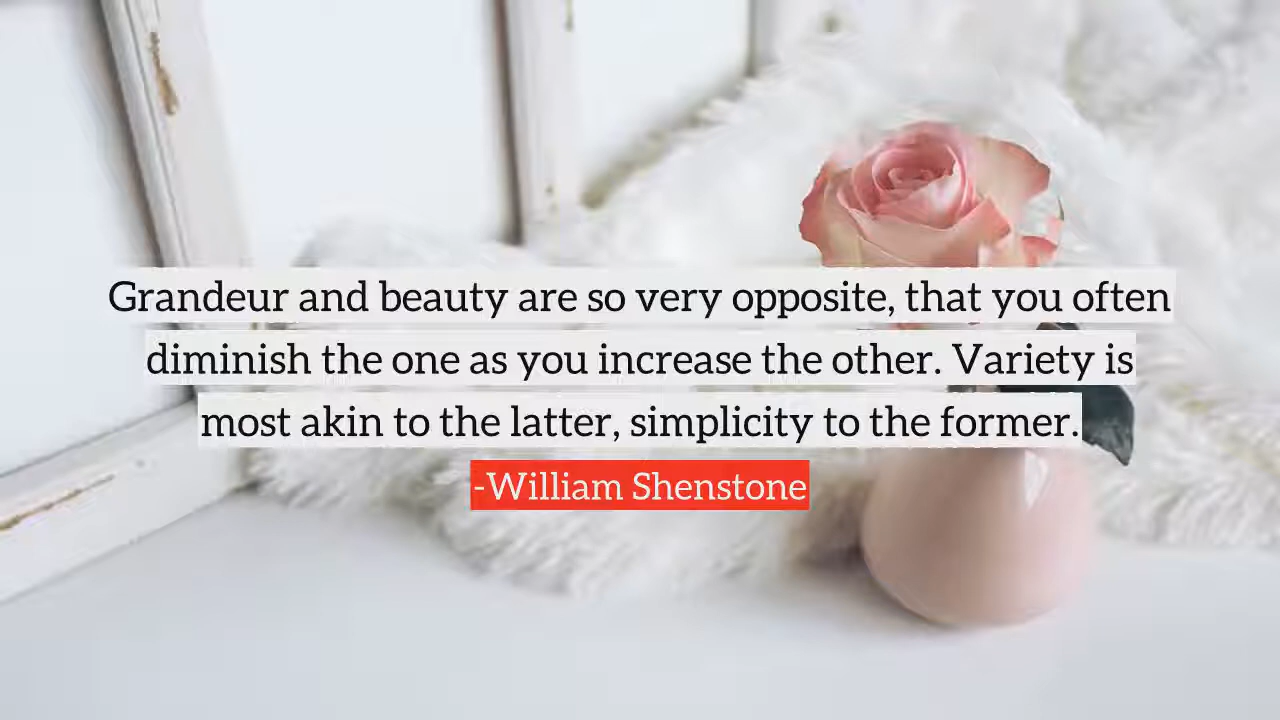 Grandeur and beauty are so very opposite, that you often
diminish the one as you increase the other. Variety is
most akin to the latter, simplicity to the former.
-William Shenstone